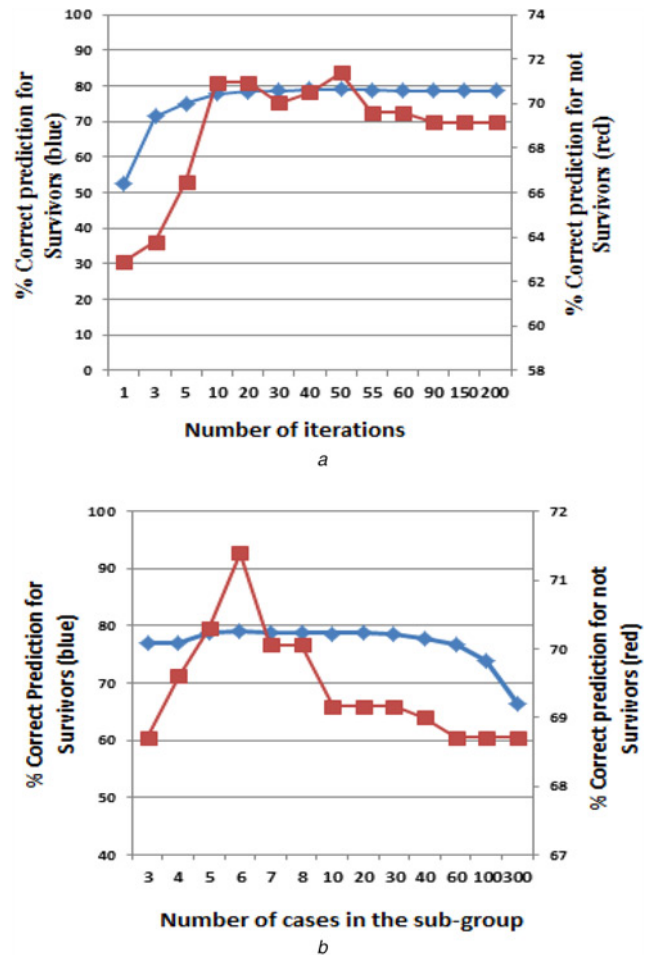 % Correct prediction for
Survivors (blue)
100
90
80
70
60
50
40
30
20
10
0
74
72
70
68
66
64
62
60
58
% Correct prediction for not
Survivors (red)
1 3 5 10 20 30 40 50 55 60 90 150 200
Number of iterations
a
% Correct Prediction for
Survivors (blue)
100
90
80
70
60
50
40
72
71
70
69
68
67
% Correct prediction for not
Survivors (red)
3 4 5 6 7 8 10 20 30 40 60 100 300
Number of cases in the sub-group
b